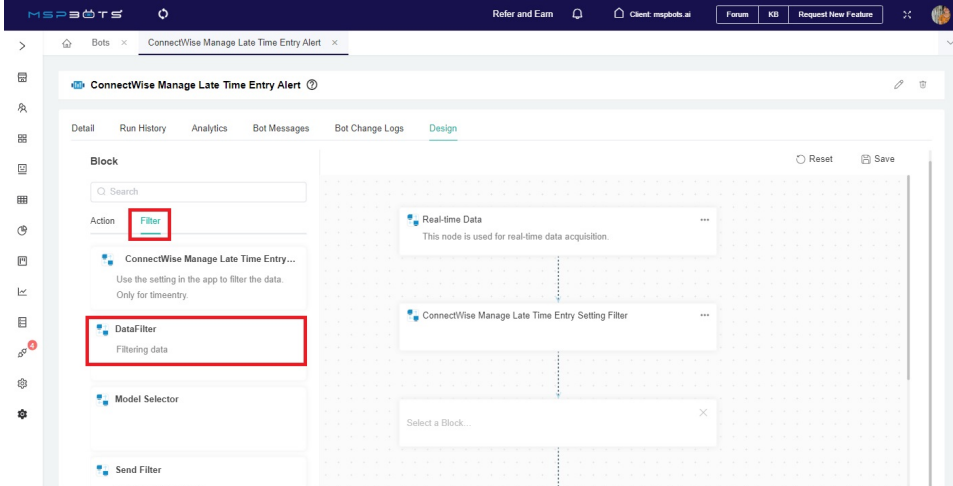 MSPBOTS
Refer and Earn
Client: mspbots.ai
Forum
KB
Request New Feature
Bots
ConnectWise Manage Late Time Entry Alert
ConnectWise Manage Late Time Entry Alert
Detail
Run History
Analytics
Bot Messages
Bot Change Logs
Design
Block
Reset
Save
Search
Action
Filter
ConnectWise Manage Late Time Entry...
Use the setting in the app to filter the data.
Only for timeentry.
DataFilter
Filtering data
Model Selector
Send Filter
Real-time Data
This node is used for real-time data acquisition.
ConnectWise Manage Late Time Entry Setting Filter
Select a Block...
4